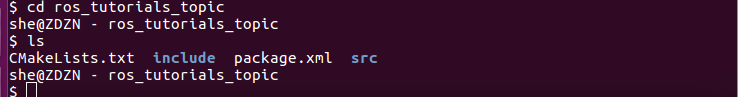 $ cd ros_tutorials_topic
she@ZDZN - ros_tutorials_topic
$ ls
CMakeLists.txt  include  package.xml  src
she@ZDZN - ros_tutorials_topic
$